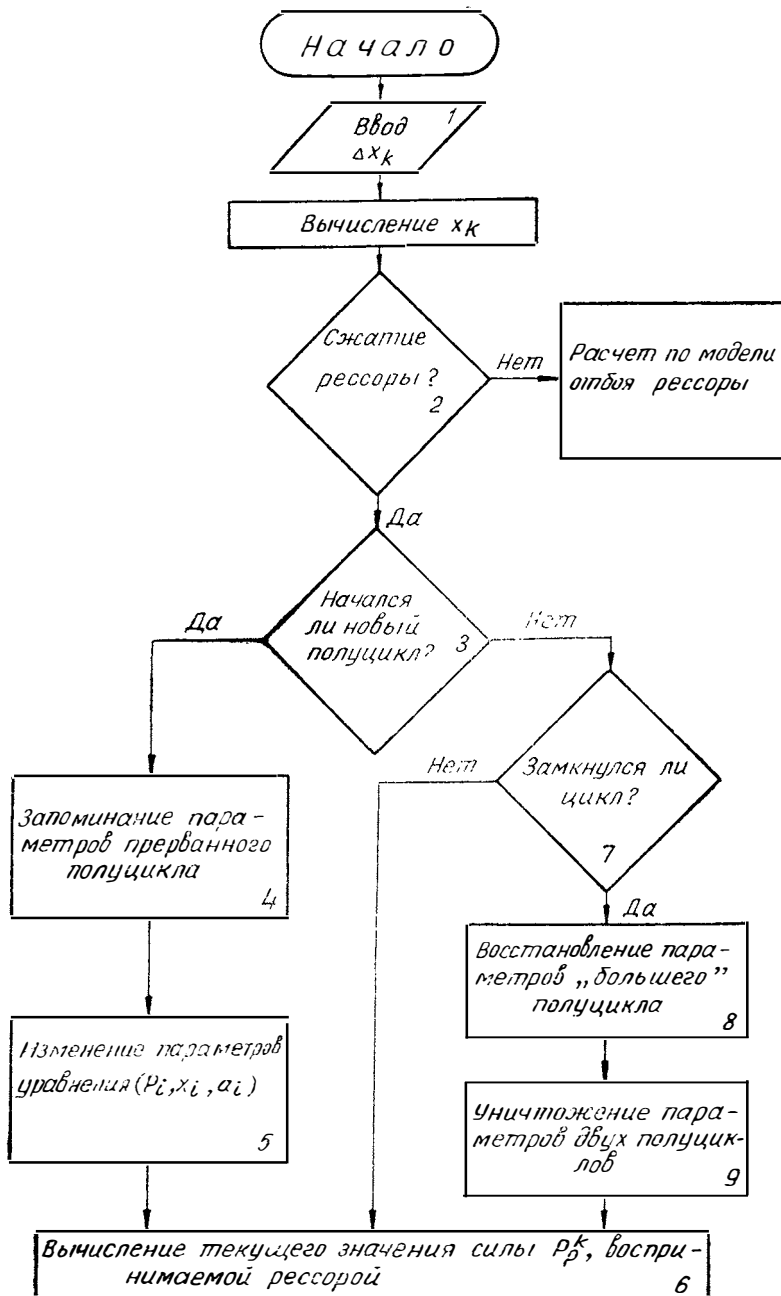 Начало
1
Ввод
Δx_k
Вычисление x_k
Сжатие
рессоры?
2
Нет
Расчет по модели
отбоя рессоры
Да
Начался
ли новый
полуцикл?
3
Да
Нет
Замкнулся ли
цикл?
7
Нет
Да
Запоминание пара-
метров прерванного
полуцикла
4
Восстановление пара-
метров „большего”
полуцикла
8
Изменение параметров
уравнения (P_i, x_i, a_i)
5
Уничтожение пара-
метров двух полуцик-
лов
9
Вычисление текущего значения силы P_p^k, воспри-
нимаемой рессорой
6